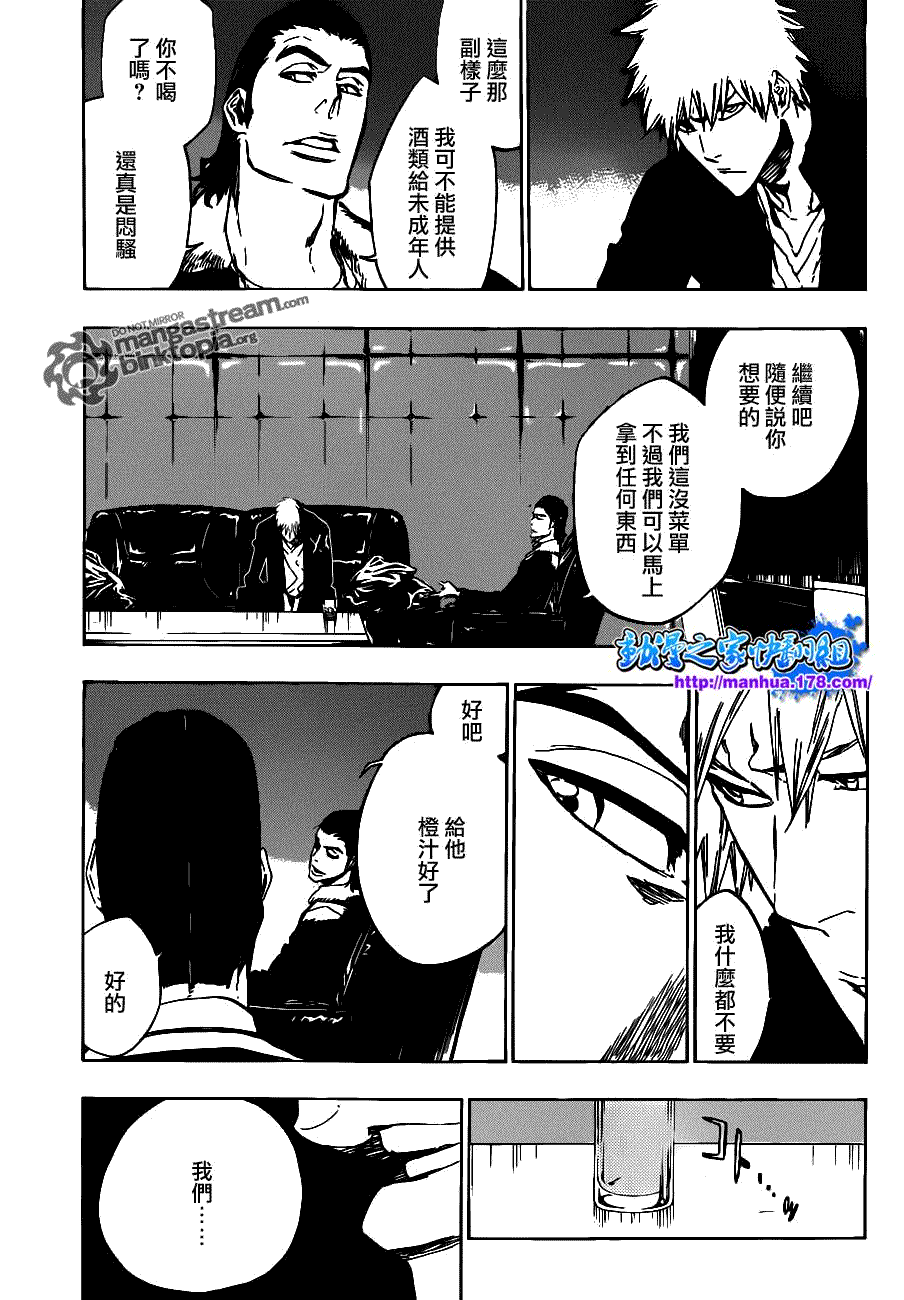 這麼那
副樣子
我可不能提供
酒類給未成年人
你不喝
了嗎？
還真是悶騷
DO NOT MIRROR
mangastream.com
binktopia.org
繼續吧
隨便説你
想要的
我們這沒菜單
不過我們可以馬上
拿到任何東西
動漫之家快翻組
http://manhua.178.com/
我什麼都不要
好吧
給他
橙汁好了
好的
コト
我們……